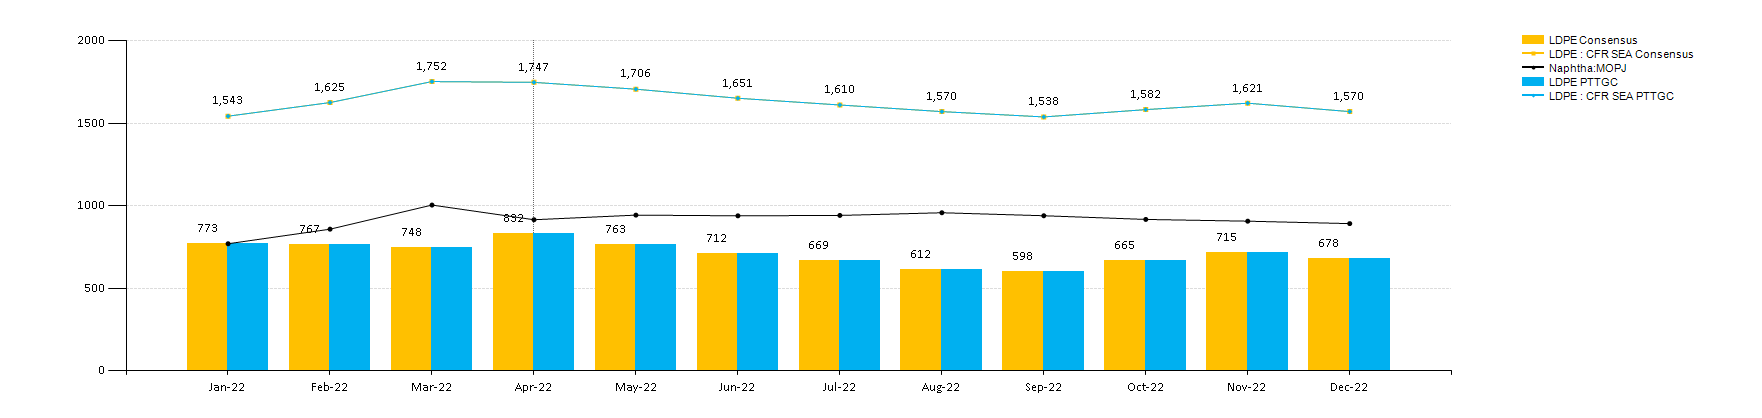 2000
1500
1000
500
0
1,543
1,625
1,752
1,747
1,706
1,651
1,610
1,570
1,538
1,582
1,621
1,570
773
767
748
832
763
712
669
612
598
665
715
678
Jan-22
Feb-22
Mar-22
Apr-22
May-22
Jun-22
Jul-22
Aug-22
Sep-22
Oct-22
Nov-22
Dec-22
LDPE Consensus
LDPE : CFR SEA Consensus
Naphtha:MOPJ
LDPE PTTGC
LDPE : CFR SEA PTTGC